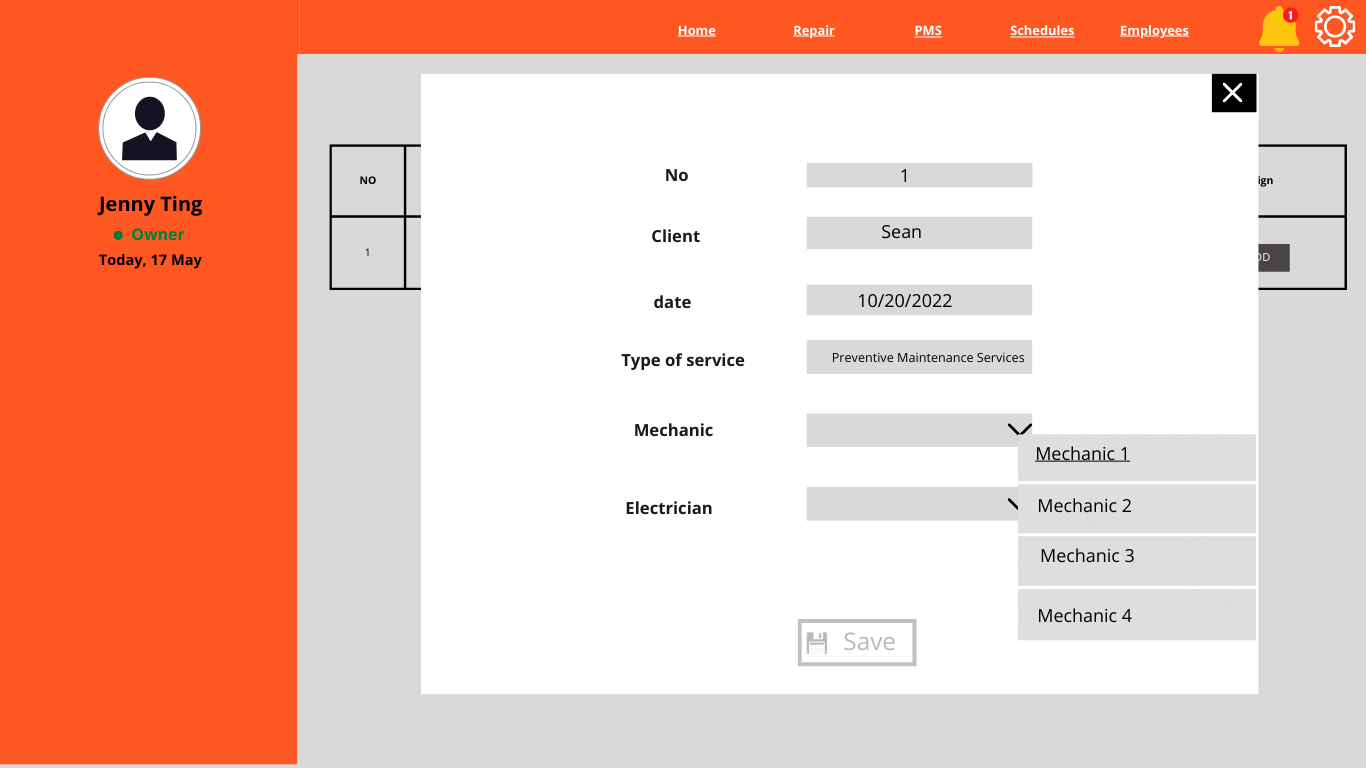 Home Repair PMS Schedules Employees 1
Jenny Ting
Owner
Today, 17 May
NO
1
No 1
Client Sean
date 10/20/2022
Type of service Preventive Maintenance Services
Mechanic
Electrician
Mechanic 1
Mechanic 2
Mechanic 3
Mechanic 4
Save
ign
DD